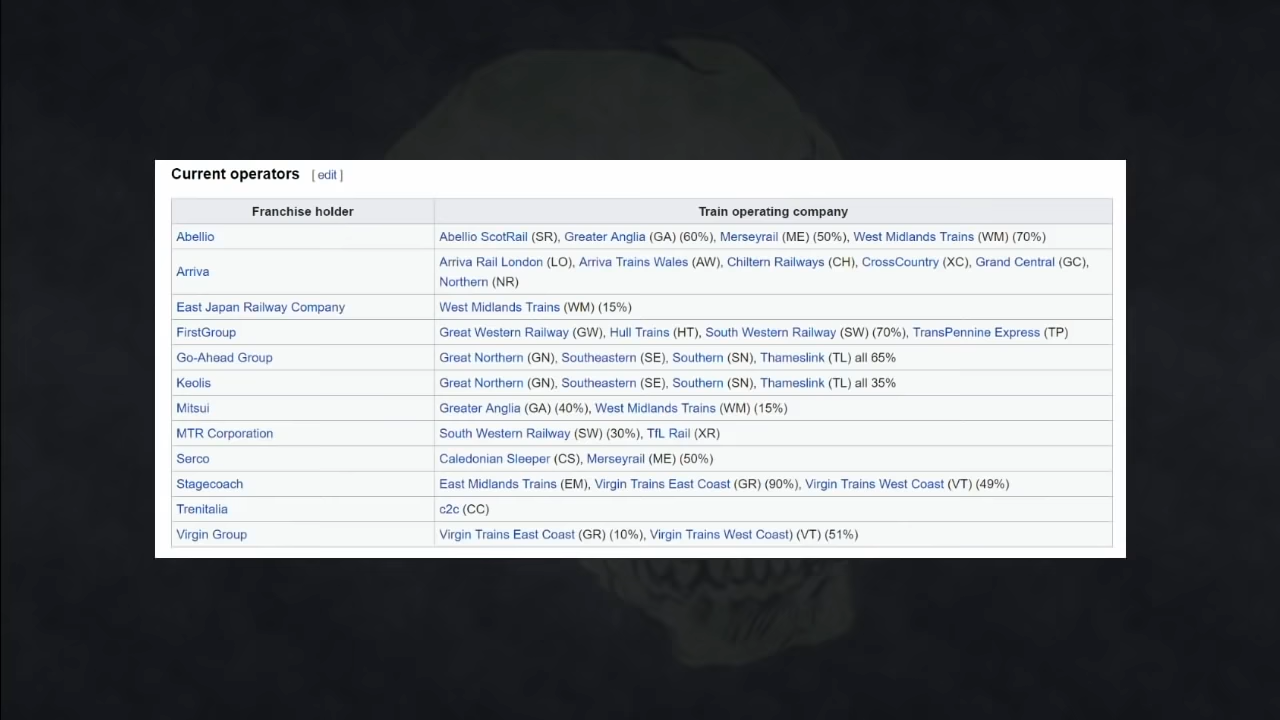 Current operators [ edit ]
Franchise holder Train operating company
Abellio Abellio ScotRail (SR), Greater Anglia (GA) (60%), Merseyrail (ME) (50%), West Midlands Trains (WM) (70%)
Arriva Arriva Rail London (LO), Arriva Trains Wales (AW), Chiltern Railways (CH), CrossCountry (XC), Grand Central (GC),
Northern (NR)
East Japan Railway Company West Midlands Trains (WM) (15%)
FirstGroup Great Western Railway (GW), Hull Trains (HT), South Western Railway (SW) (70%), TransPennine Express (TP)
Go-Ahead Group Great Northern (GN), Southeastern (SE), Southern (SN), Thameslink (TL) all 65%
Keolis Great Northern (GN), Southeastern (SE), Southern (SN), Thameslink (TL) all 35%
Mitsui Greater Anglia (GA) (40%), West Midlands Trains (WM) (15%)
MTR Corporation South Western Railway (SW) (30%), TfL Rail (XR)
Serco Caledonian Sleeper (CS), Merseyrail (ME) (50%)
Stagecoach East Midlands Trains (EM), Virgin Trains East Coast (GR) (90%), Virgin Trains West Coast (VT) (49%)
Trenitalia c2c (CC)
Virgin Group Virgin Trains East Coast (GR) (10%), Virgin Trains West Coast) (VT) (51%)